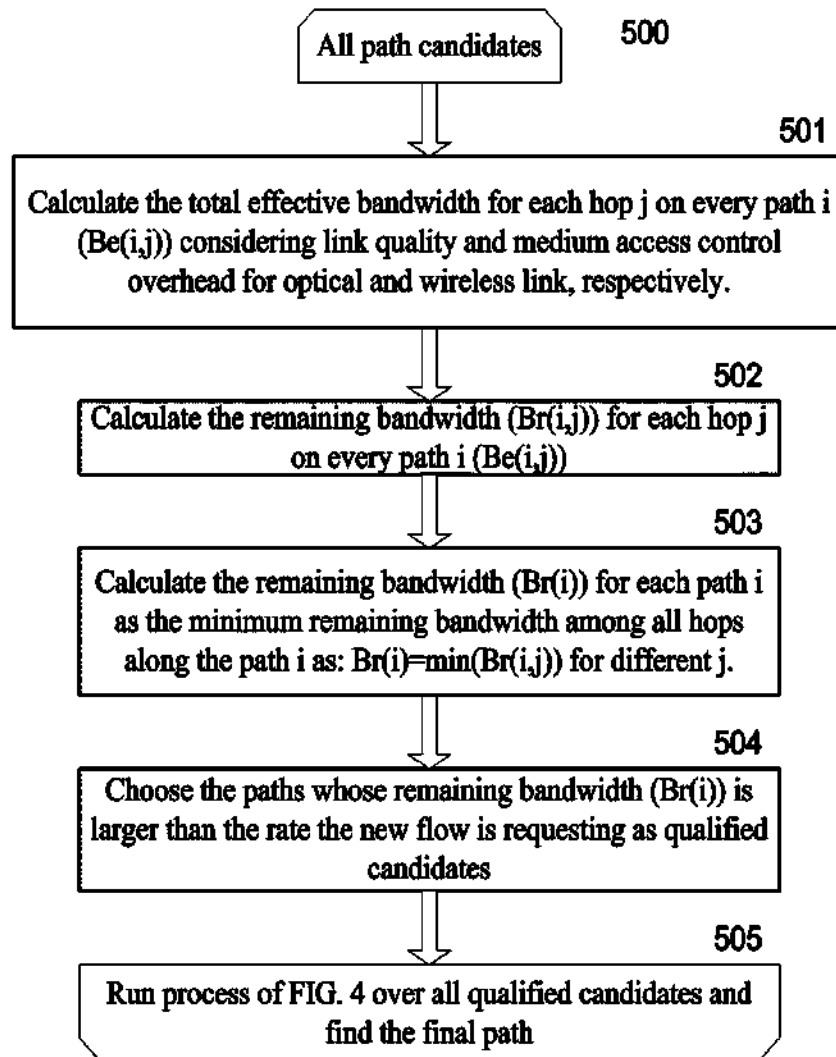 All path candidates
500
501
Calculate the total effective bandwidth for each hop j on every path i
(Be(i,j)) considering link quality and medium access control
overhead for optical and wireless link, respectively.
502
Calculate the remaining bandwidth (Br(i,j)) for each hop j
on every path i (Be(i,j))
503
Calculate the remaining bandwidth (Br(i)) for each path i
as the minimum remaining bandwidth among all hops
along the path i as: Br(i)=min(Br(i,j)) for different j.
504
Choose the paths whose remaining bandwidth (Br(i)) is
larger than the rate the new flow is requesting as qualified
candidates
505
Run process of FIG. 4 over all qualified candidates and
find the final path